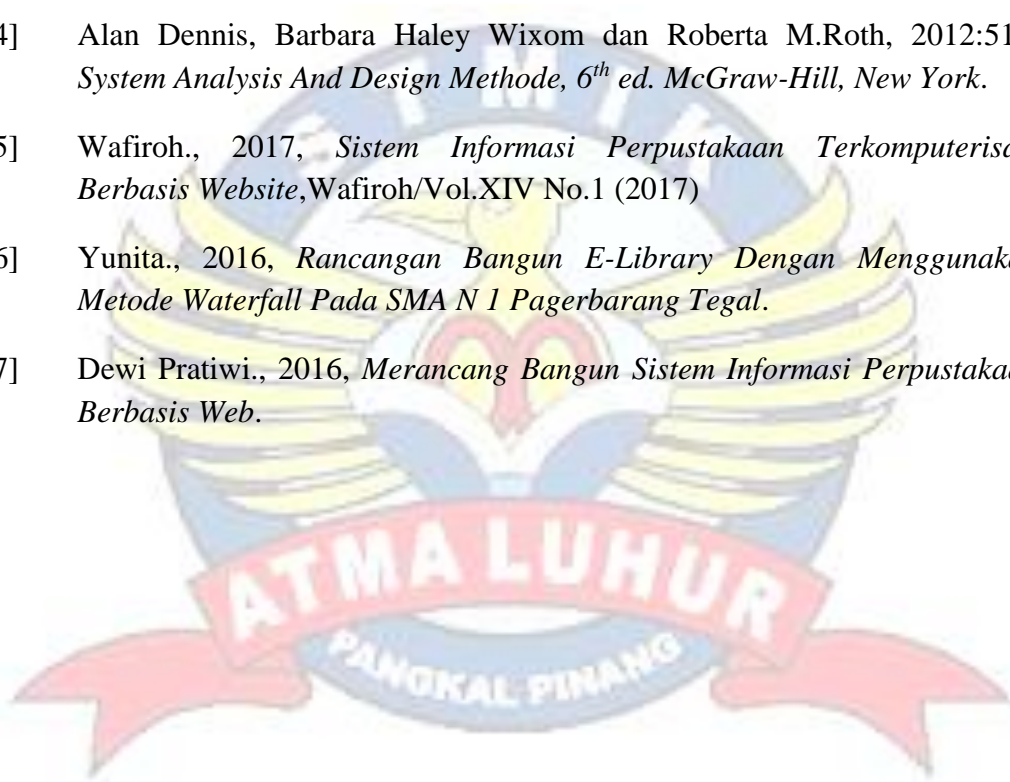 4] Alan Dennis, Barbara Haley Wixom dan Roberta M.Roth, 2012:51
System Analysis And Design Methode, 6th ed. McGraw-Hill, New York.
5] Wafiroh., 2017, Sistem Informasi Perpustakaan Terkomputerisa
Berbasis Website,Wafiroh/Vol.XIV No.1 (2017)
6] Yunita., 2016, Rancangan Bangun E-Library Dengan Menggunaka
Metode Waterfall Pada SMA N 1 Pagerbarang Tegal.
7] Dewi Pratiwi., 2016, Merancang Bangun Sistem Informasi Perpustakaa
Berbasis Web.
STMIK
ATMA LUHUR
PANGKAL PINANG